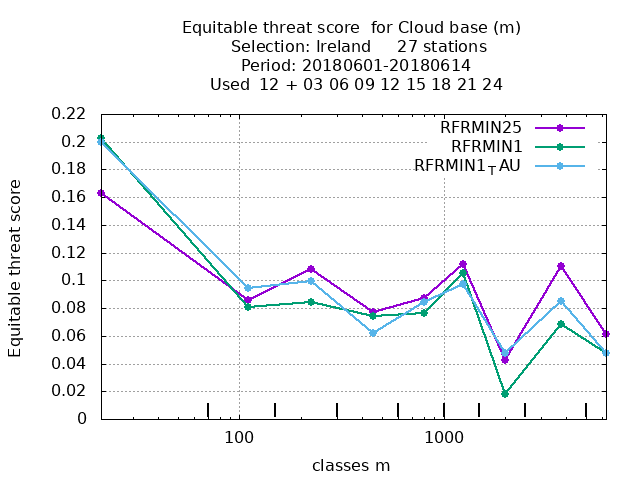 Equitable threat score  for Cloud base (m)
Selection: Ireland     27 stations
Period: 20180601-20180614
Used  12 + 03 06 09 12 15 18 21 24
RFRMIN25
RFRMIN1
RFRMIN1TAU
Equitable threat score
0.22
0.2
0.18
0.16
0.14
0.12
0.1
0.08
0.06
0.04
0.02
0
100
1000
classes m